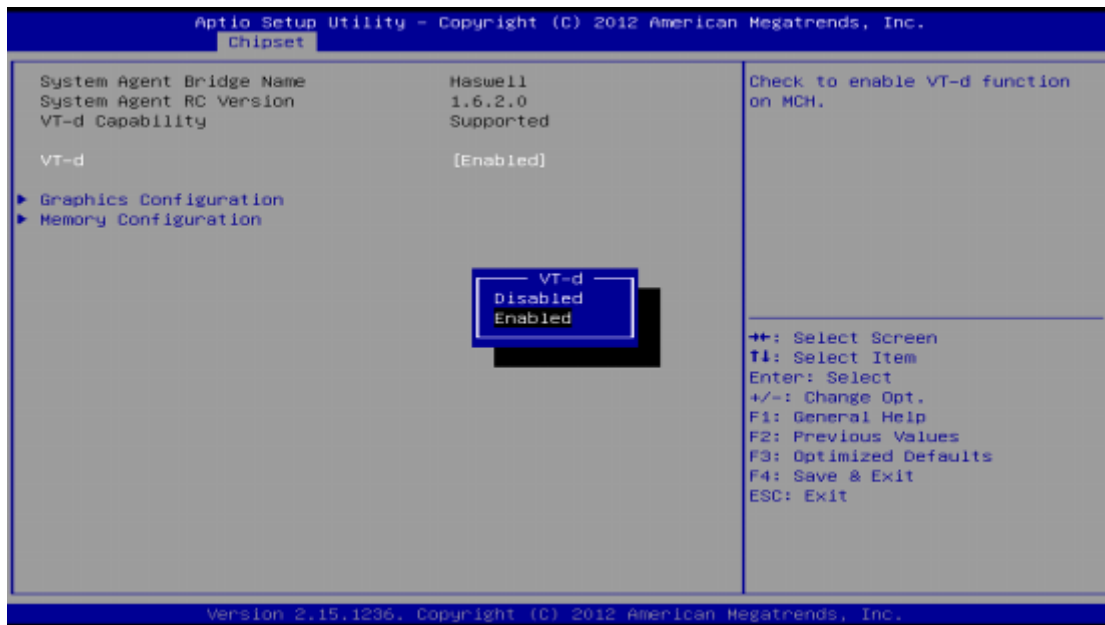 Aptio Setup Utility – Copyright (C) 2012 American Megatrends, Inc.
Chipset
System Agent Bridge Name Haswell
System Agent RC Version 1.6.2.0
VT-d Capability Supported
VT-d [Enabled]
▶ Graphics Configuration
▶ Memory Configuration
VT-d
Disabled
Enabled
Check to enable VT-d function
on MCH.
→←: Select Screen
↑↓: Select Item
Enter: Select
+/-: Change Opt.
F1: General Help
F2: Previous Values
F3: Optimized Defaults
F4: Save & Exit
ESC: Exit
Version 2.15.1236. Copyright (C) 2012 American Megatrends, Inc.